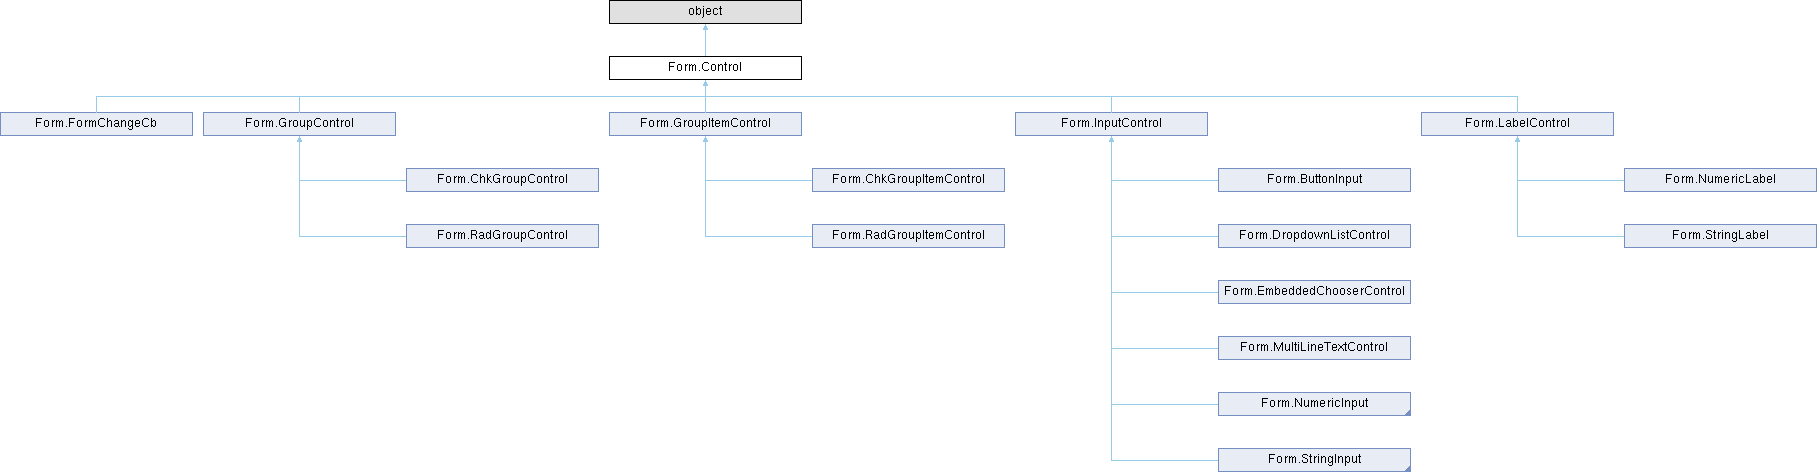 object
Form.Control
Form.FormChangeCb
Form.GroupControl
Form.GroupItemControl
Form.InputControl
Form.LabelControl
Form.ChkGroupControl
Form.ChkGroupItemControl
Form.ButtonInput
Form.NumericLabel
Form.RadGroupControl
Form.RadGroupItemControl
Form.DropdownListControl
Form.StringLabel
Form.EmbeddedChooserControl
Form.MultiLineTextControl
Form.NumericInput
Form.StringInput